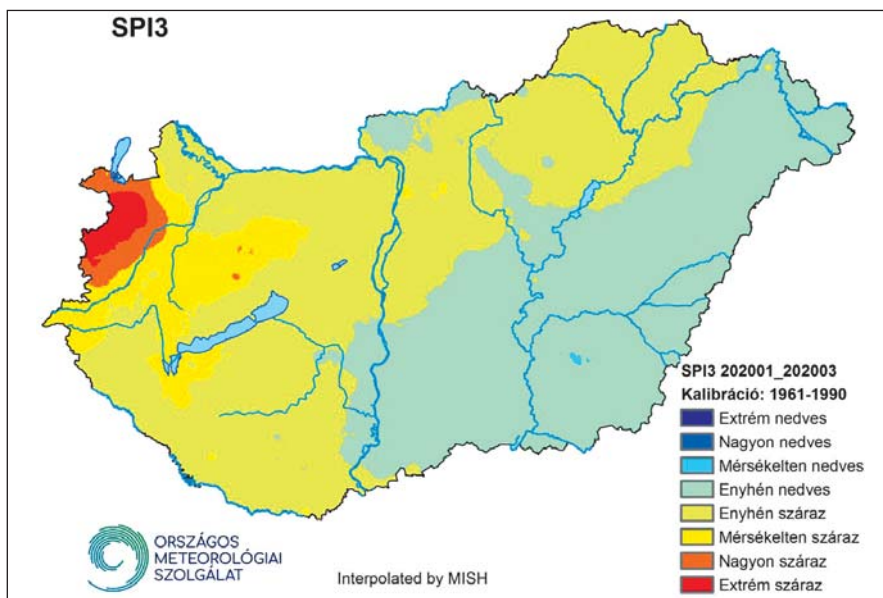 SPI3
SPI3 202001_202003
Kalibráció: 1961-1990
Extrém nedves
Nagyon nedves
Mérsékelten nedves
Enyhén nedves
Enyhén száraz
Mérsékelten száraz
Nagyon száraz
Extrém száraz
ORSZÁGOS
METEOROLÓGIAI
SZOLGÁLAT
Interpolated by MISH